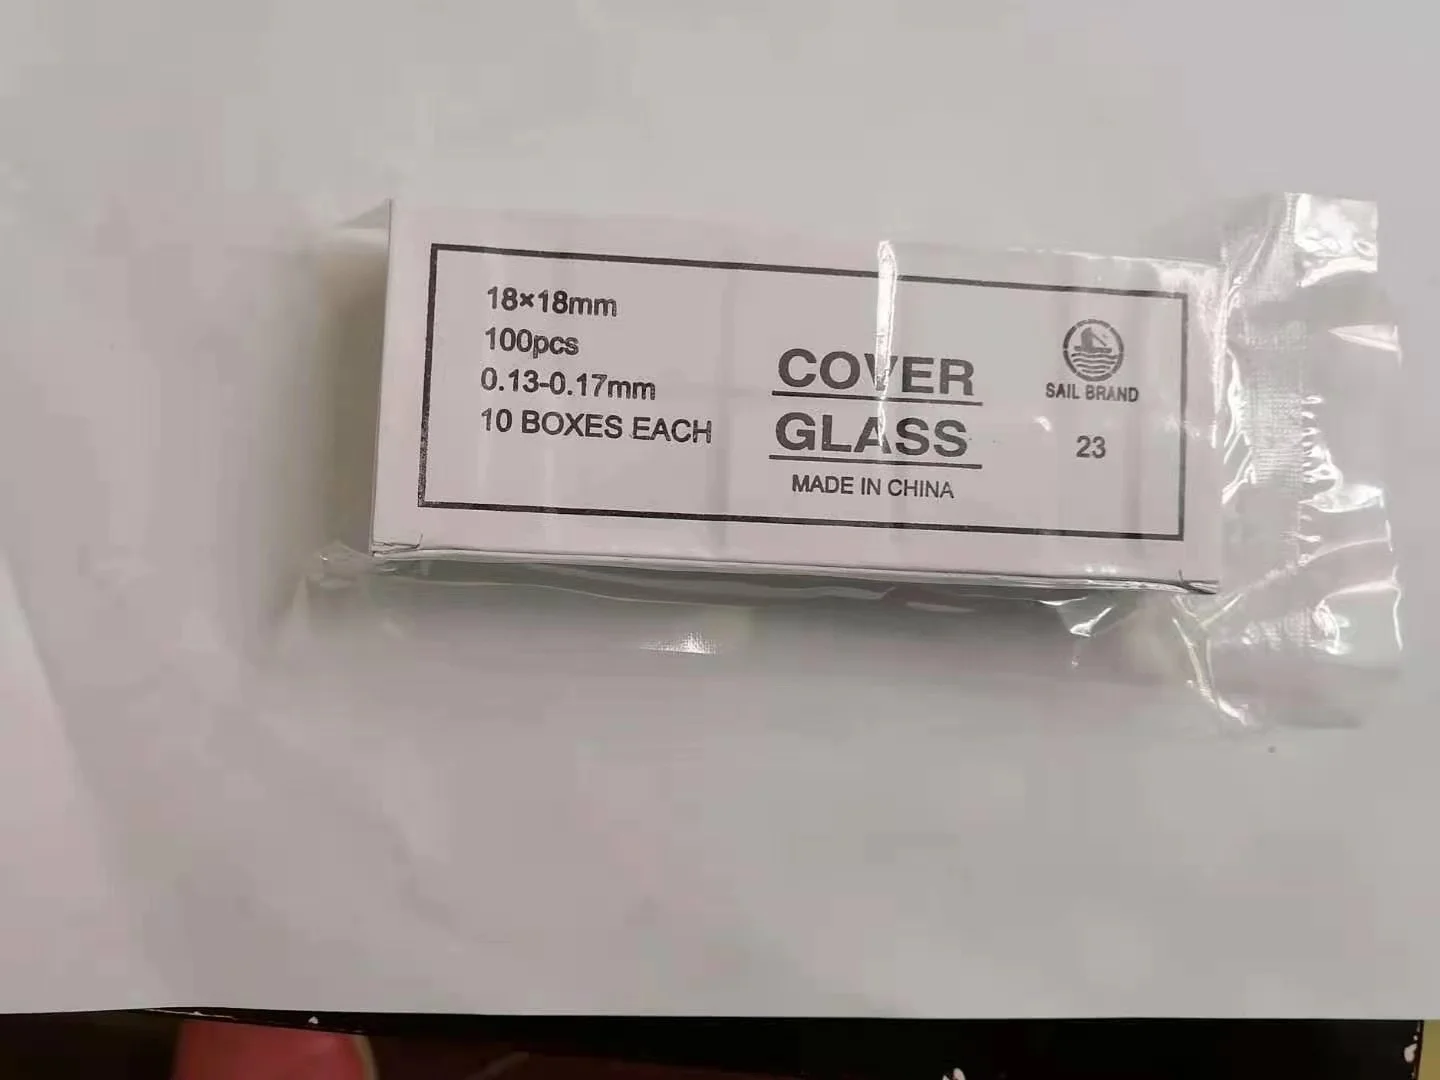 18×18mm
100pcs
0.13-0.17mm
10 BOXES EACH
COVER
GLASS
MADE IN CHINA
SAIL BRAND
23